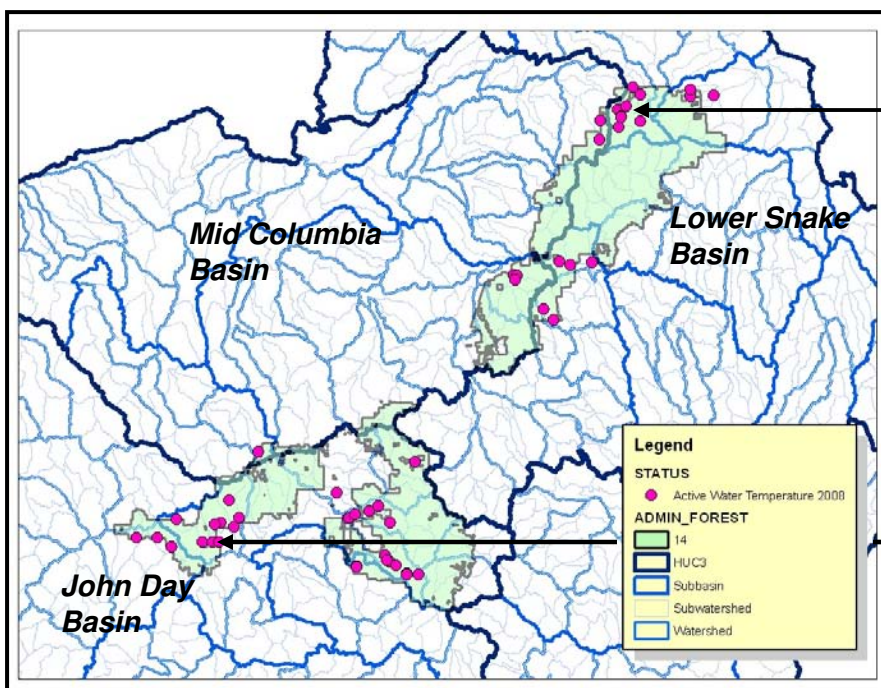 Mid Columbia
Basin
Lower Snake
Basin
John Day
Basin
Legend
STATUS
Active Water Temperature 2008
ADMIN_FOREST
14
HUC3
Subbasin
Subwatershed
Watershed